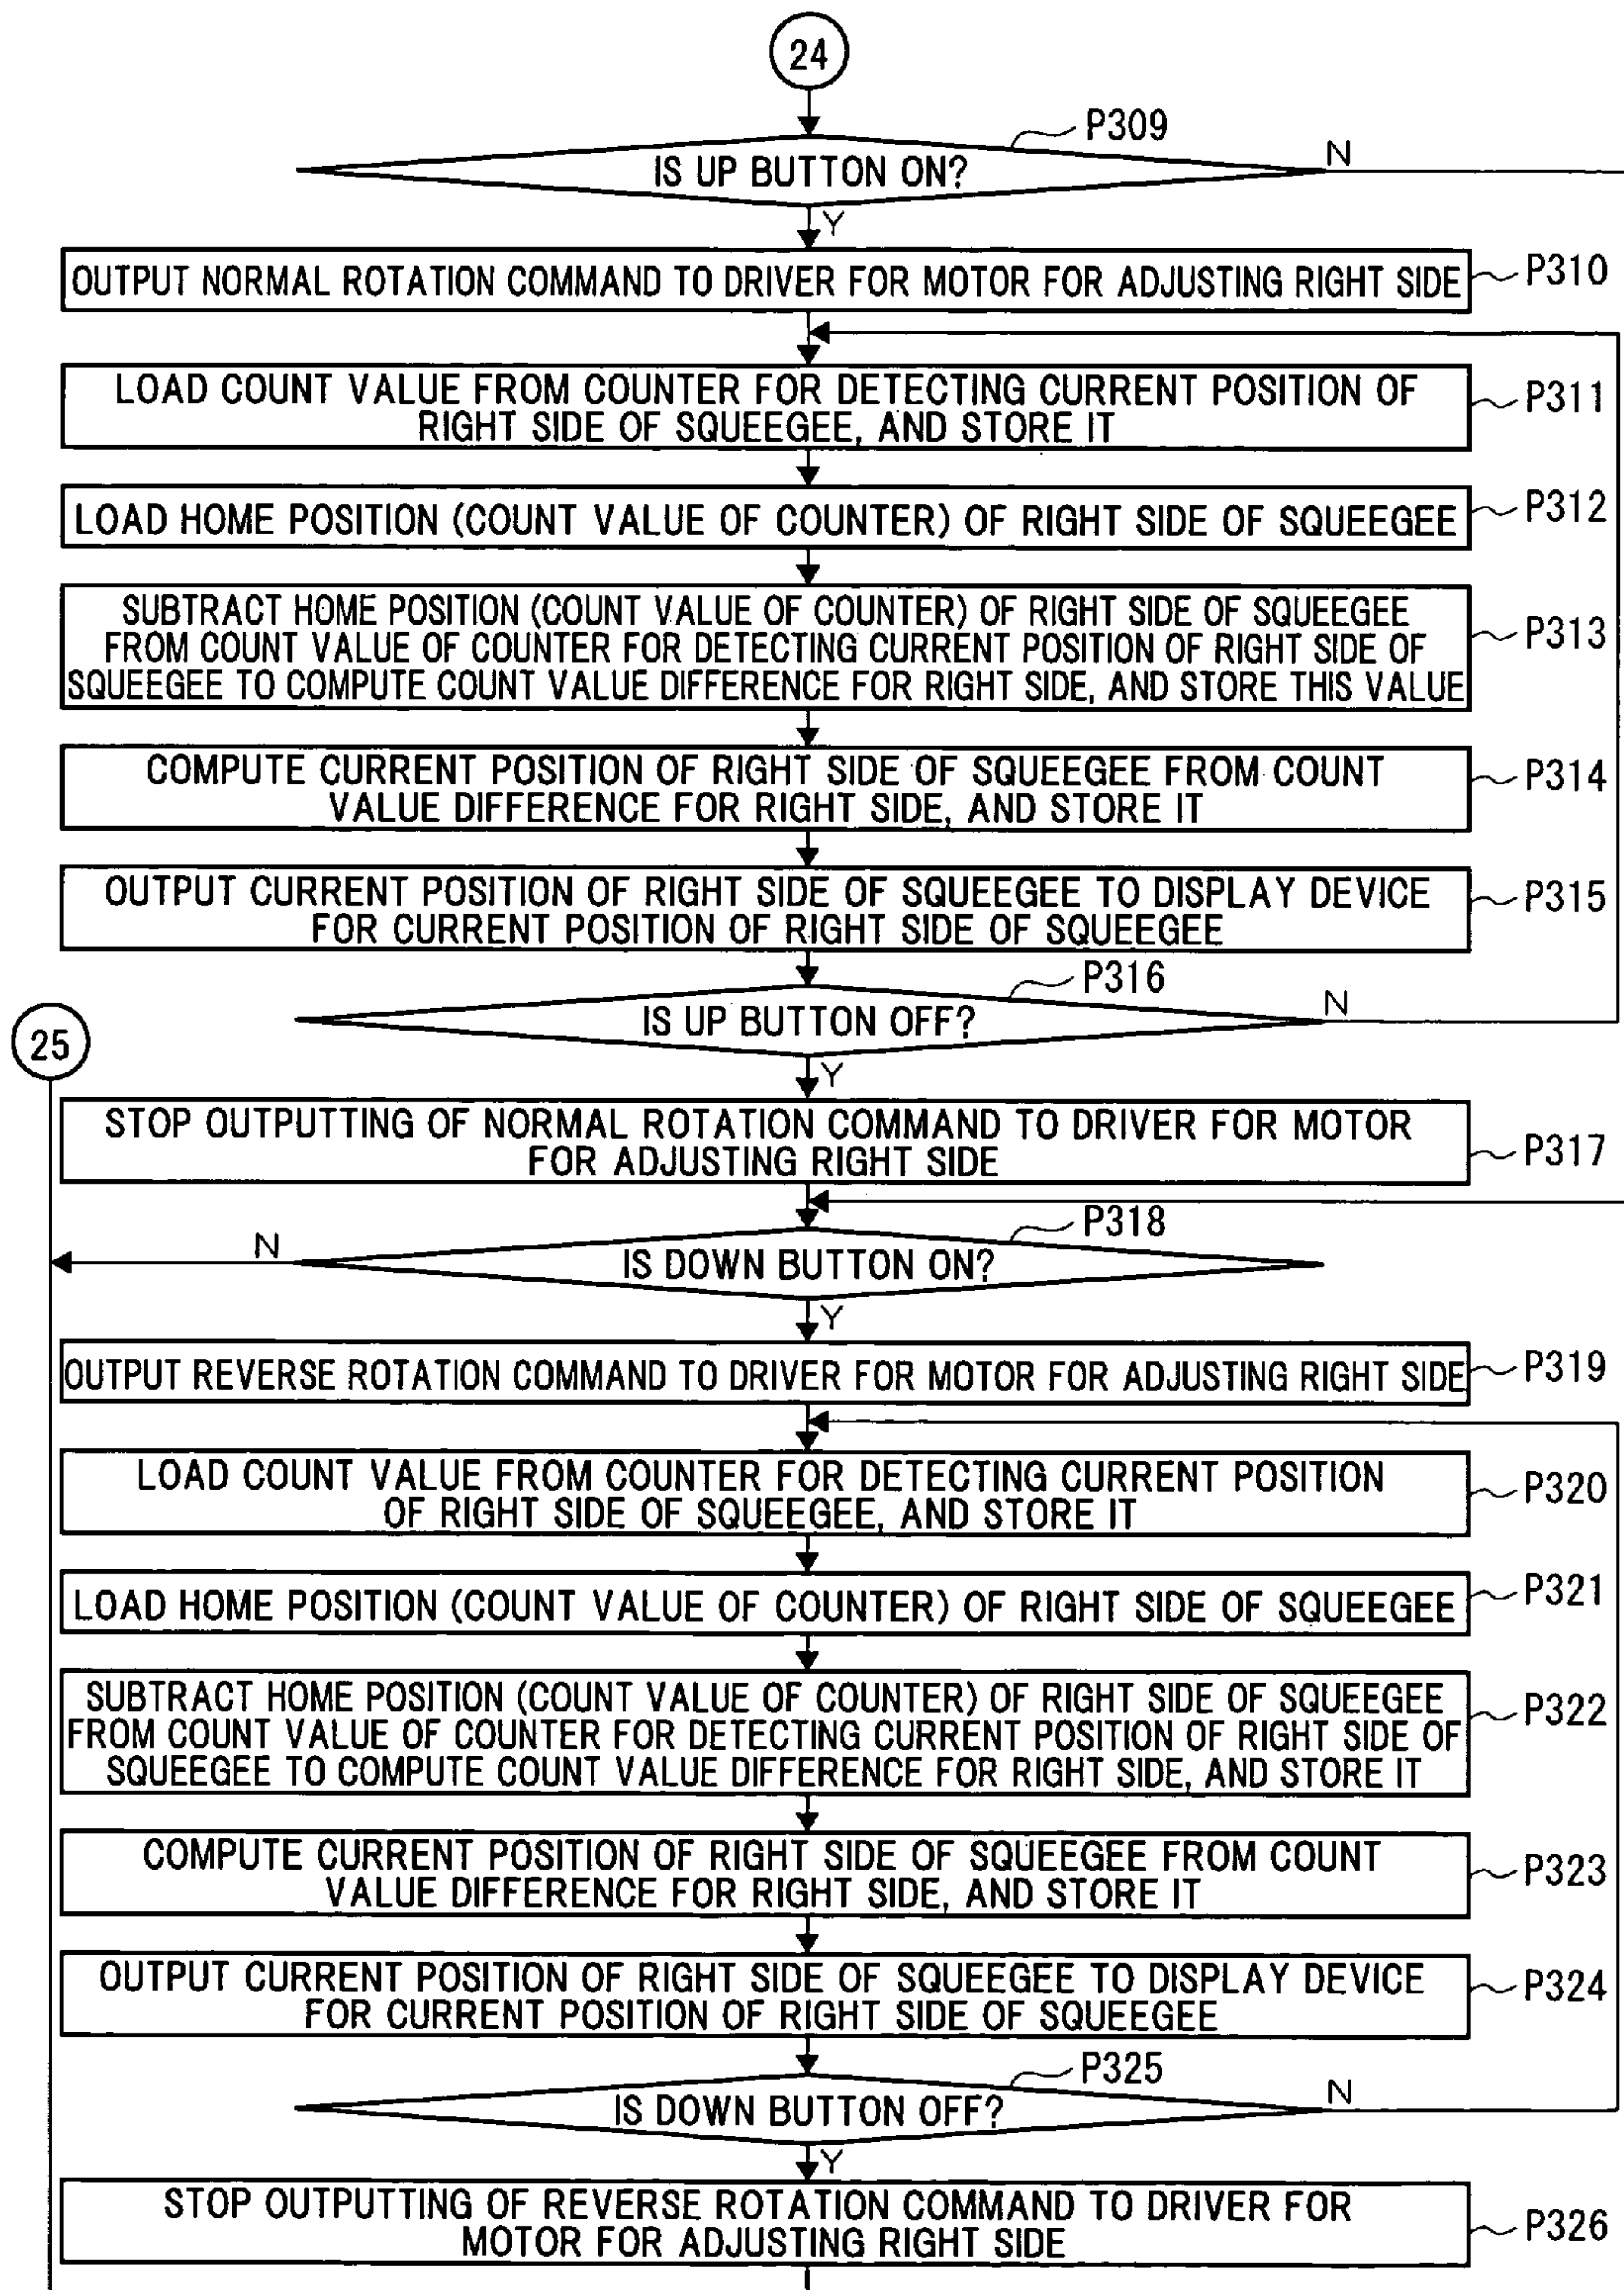 24
P309
IS UP BUTTON ON?
N
Y
OUTPUT NORMAL ROTATION COMMAND TO DRIVER FOR MOTOR FOR ADJUSTING RIGHT SIDE
P310
LOAD COUNT VALUE FROM COUNTER FOR DETECTING CURRENT POSITION OF
RIGHT SIDE OF SQUEEGEE, AND STORE IT
P311
LOAD HOME POSITION (COUNT VALUE OF COUNTER) OF RIGHT SIDE OF SQUEEGEE
P312
SUBTRACT HOME POSITION (COUNT VALUE OF COUNTER) OF RIGHT SIDE OF SQUEEGEE
FROM COUNT VALUE OF COUNTER FOR DETECTING CURRENT POSITION OF RIGHT SIDE OF
SQUEEGEE TO COMPUTE COUNT VALUE DIFFERENCE FOR RIGHT SIDE, AND STORE THIS VALUE
P313
COMPUTE CURRENT POSITION OF RIGHT SIDE OF SQUEEGEE FROM COUNT
VALUE DIFFERENCE FOR RIGHT SIDE, AND STORE IT
P314
OUTPUT CURRENT POSITION OF RIGHT SIDE OF SQUEEGEE TO DISPLAY DEVICE
FOR CURRENT POSITION OF RIGHT SIDE OF SQUEEGEE
P315
P316
IS UP BUTTON OFF?
N
25
Y
STOP OUTPUTTING OF NORMAL ROTATION COMMAND TO DRIVER FOR MOTOR
FOR ADJUSTING RIGHT SIDE
P317
P318
N
IS DOWN BUTTON ON?
Y
OUTPUT REVERSE ROTATION COMMAND TO DRIVER FOR MOTOR FOR ADJUSTING RIGHT SIDE
P319
LOAD COUNT VALUE FROM COUNTER FOR DETECTING CURRENT POSITION
OF RIGHT SIDE OF SQUEEGEE, AND STORE IT
P320
LOAD HOME POSITION (COUNT VALUE OF COUNTER) OF RIGHT SIDE OF SQUEEGEE
P321
SUBTRACT HOME POSITION (COUNT VALUE OF COUNTER) OF RIGHT SIDE OF SQUEEGEE
FROM COUNT VALUE OF COUNTER FOR DETECTING CURRENT POSITION OF RIGHT SIDE OF
SQUEEGEE TO COMPUTE COUNT VALUE DIFFERENCE FOR RIGHT SIDE, AND STORE IT
P322
COMPUTE CURRENT POSITION OF RIGHT SIDE OF SQUEEGEE FROM COUNT
VALUE DIFFERENCE FOR RIGHT SIDE, AND STORE IT
P323
OUTPUT CURRENT POSITION OF RIGHT SIDE OF SQUEEGEE TO DISPLAY DEVICE
FOR CURRENT POSITION OF RIGHT SIDE OF SQUEEGEE
P324
P325
IS DOWN BUTTON OFF?
N
Y
STOP OUTPUTTING OF REVERSE ROTATION COMMAND TO DRIVER FOR
MOTOR FOR ADJUSTING RIGHT SIDE
P326